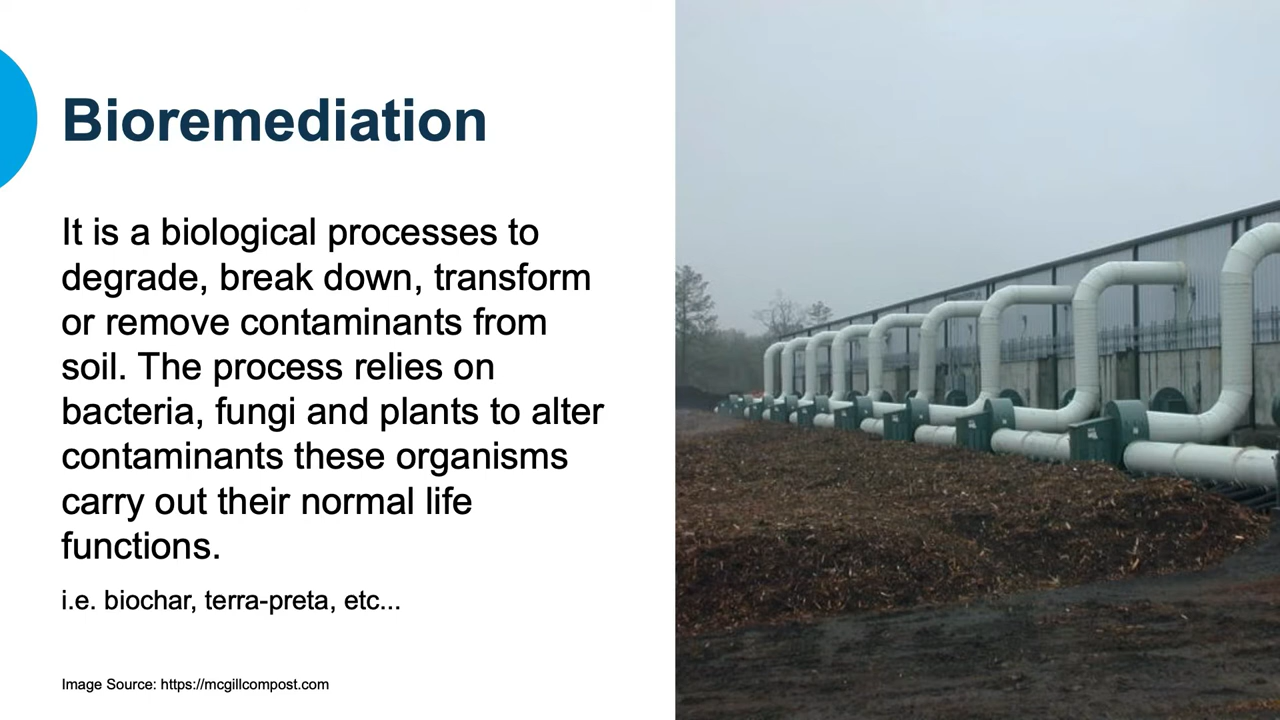 Bioremediation
It is a biological processes to
degrade, break down, transform
or remove contaminants from
soil. The process relies on
bacteria, fungi and plants to alter
contaminants these organisms
carry out their normal life
functions.
i.e. biochar, terra-preta, etc...
Image Source: https://mcgillcompost.com